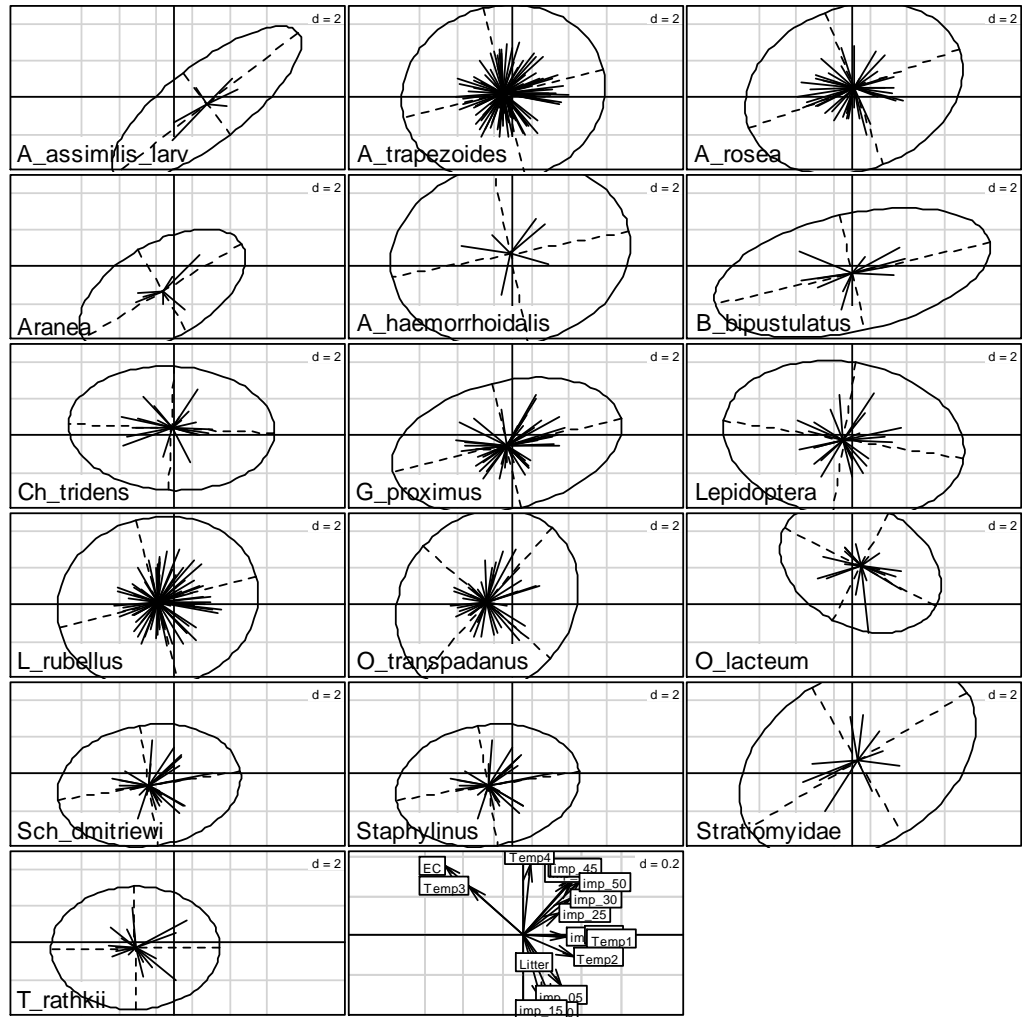 d = 2
A_assimilis_larv
d = 2
A_trapezoides
d = 2
A_rosea
d = 2
Aranea
d = 2
A_haemorrhoidalis
d = 2
B_bipustulatus
d = 2
Ch_tridens
d = 2
G_proximus
d = 2
Lepidoptera
d = 2
L_rubellus
d = 2
O_transpadanus
d = 2
O_lacteum
d = 2
Sch_dmitriewi
d = 2
Staphylinus
d = 2
Stratiomyidae
d = 2
T_rathkii
d = 0.2
Temp4
EC
imp_45
Temp3
imp_50
imp_30
imp_25
Temp1
Temp2
Litter
imp_15